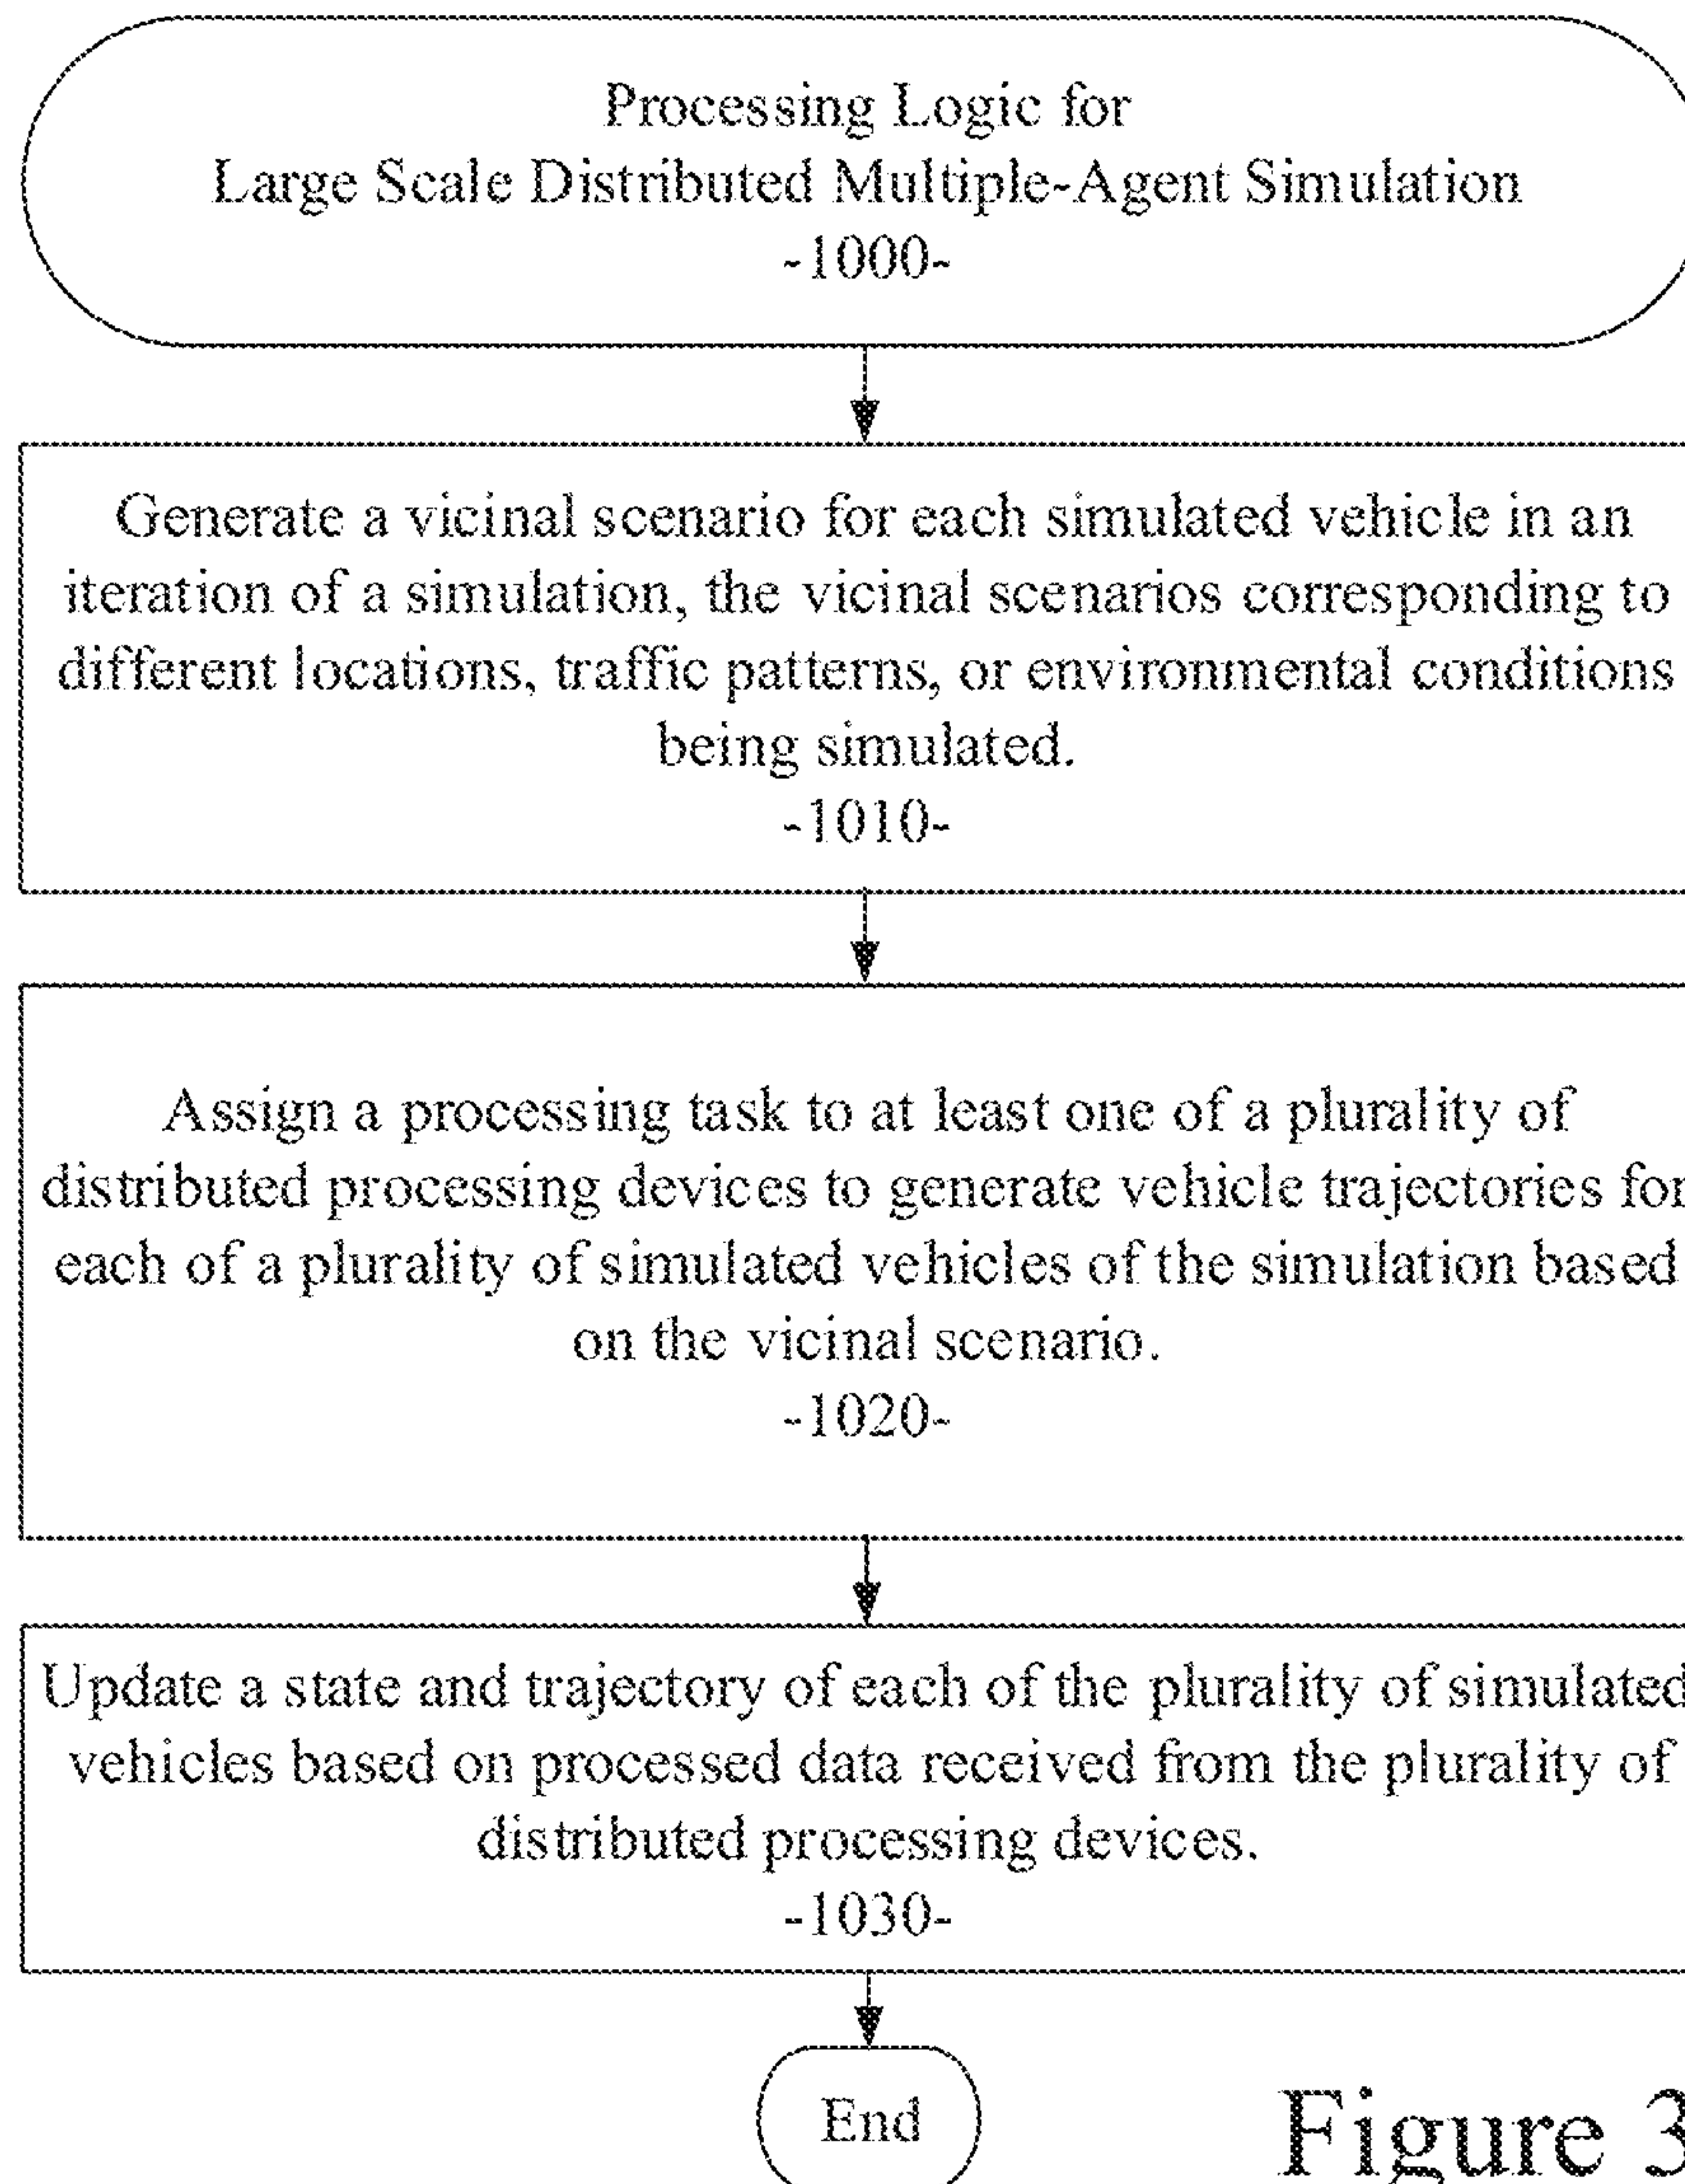 Processing Logic for
Large Scale Distributed Multiple-Agent Simulation
-1000-
Generate a vicinal scenario for each simulated vehicle in an
iteration of a simulation, the vicinal scenarios corresponding to
different locations, traffic patterns, or environmental conditions
being simulated.
-1010-
Assign a processing task to at least one of a plurality of
distributed processing devices to generate vehicle trajectories for
each of a plurality of simulated vehicles of the simulation based
on the vicinal scenario.
-1020-
Update a state and trajectory of each of the plurality of simulated
vehicles based on processed data received from the plurality of
distributed processing devices.
-1030-
End
Figure 3